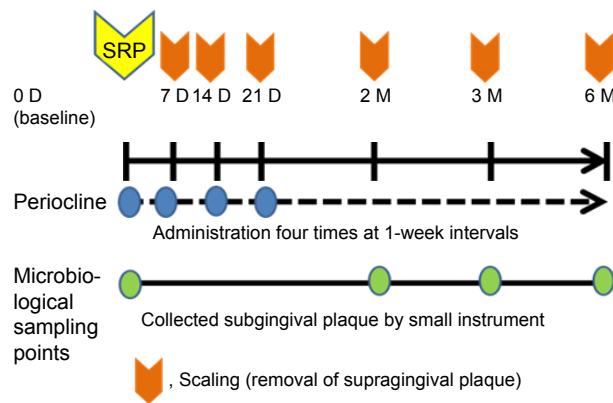 SRP
0 D
(baseline)
7 D 14 D 21 D 2 M 3 M 6 M
Periocline
Administration four times at 1-week intervals
Microbio-
logical
sampling
points
Collected subgingival plaque by small instrument
, Scaling (removal of supragingival plaque)